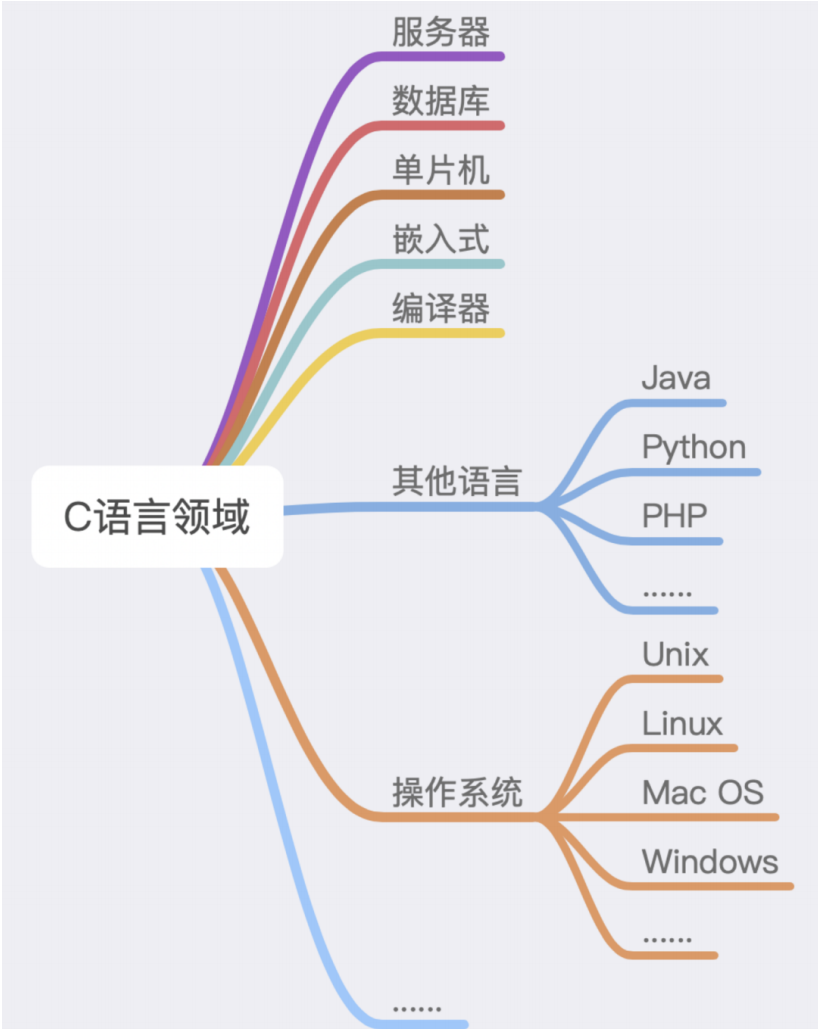 服务器
数据库
单片机
嵌入式
编译器
Java
Python
其他语言
PHP
C语言领域
……
Unix
Linux
操作系统
Mac OS
Windows
……
……